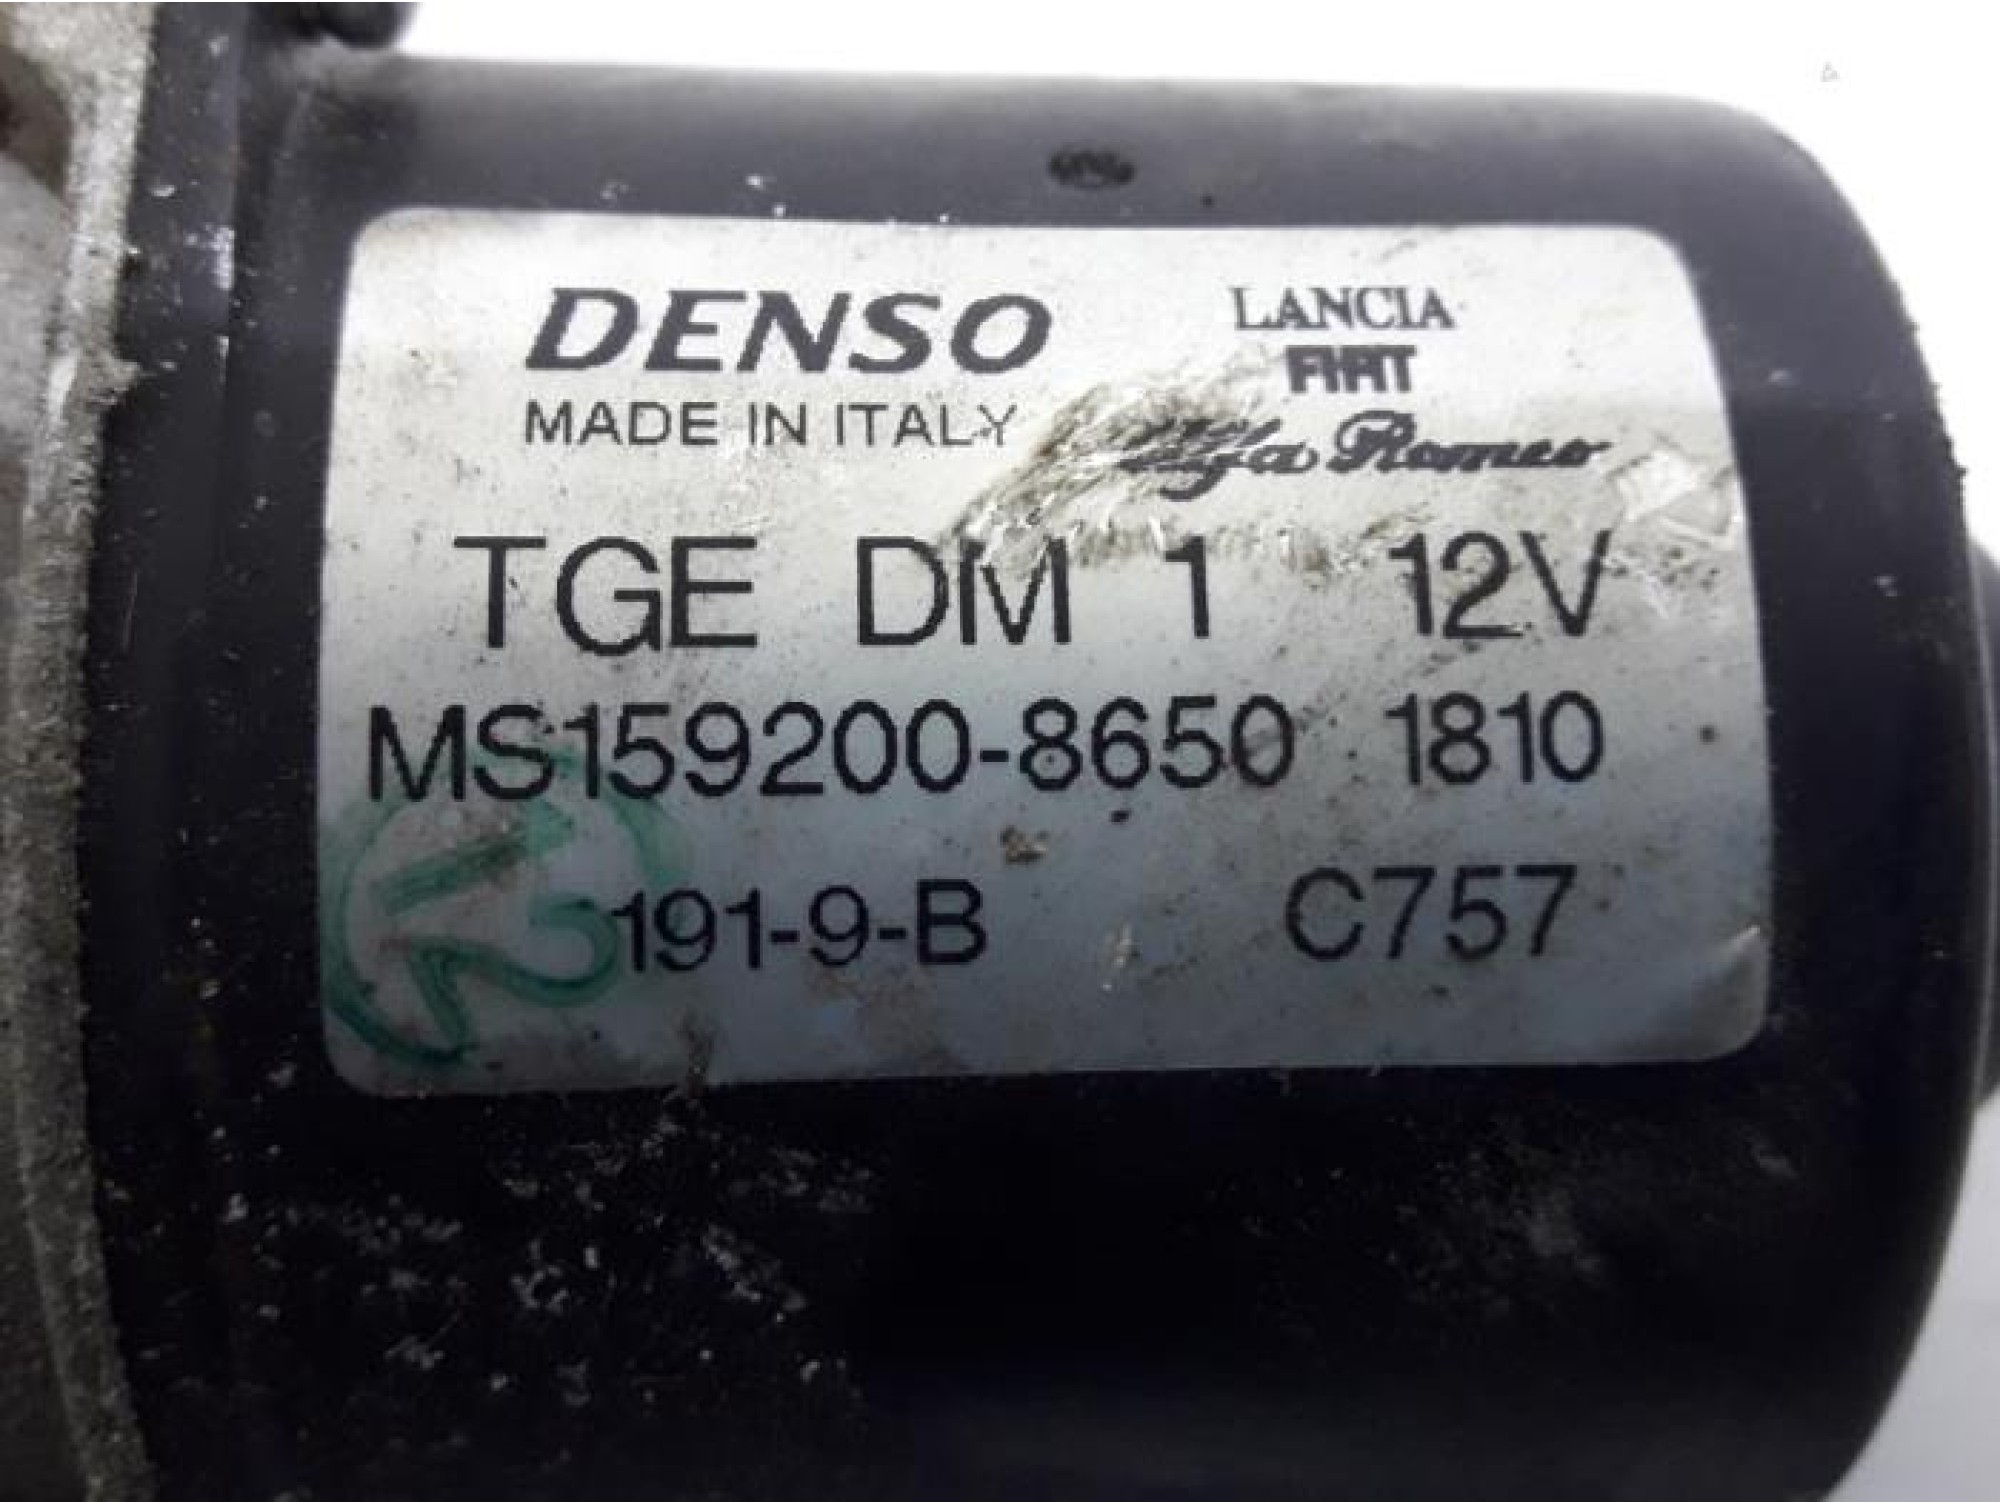 DENSO
MADE IN ITALY
LANCIA
FIAT
Alfa Romeo
TGE DM 1 12V
MS159200-8650 1810
191-9-B C757